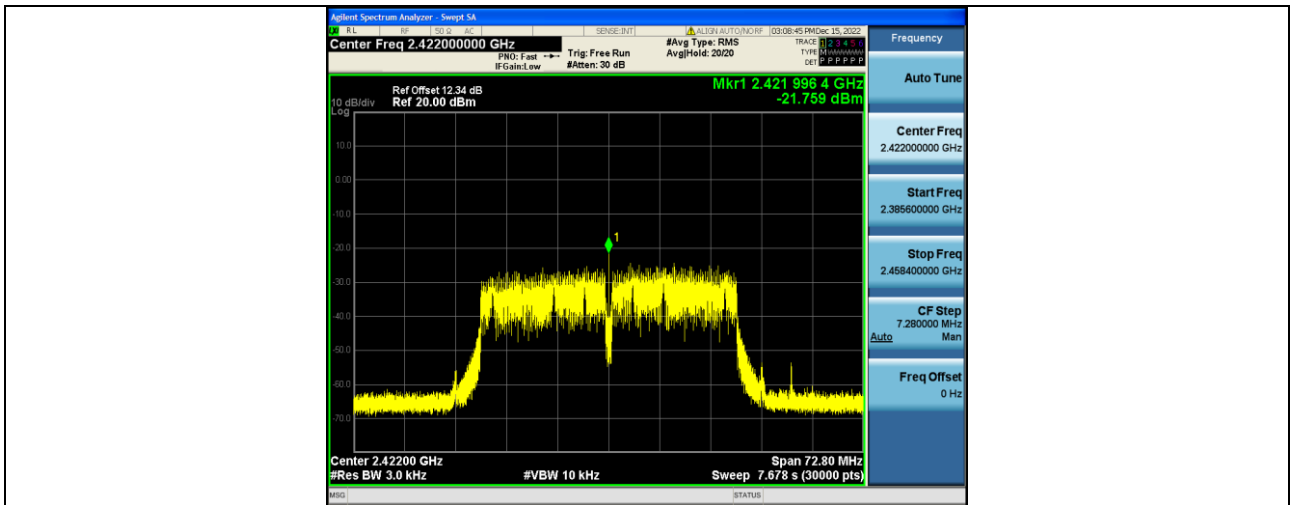 Agilent Spectrum Analyzer - Swept SA
RL RF 50 Ω AC SENSE:INT ALIGN AUTO/NO RF 03:08:45 PM Dec 15, 2022
Center Freq 2.422000000 GHz
PNO: Fast
IFGain:Low
Trig: Free Run
#Atten: 30 dB
#Avg Type: RMS
Avg|Hold: 20/20
TRACE 1 2 3 4 5 6
TYPE M
DET P P P P P P
Mkr1 2.421 996 4 GHz
-21.759 dBm
Ref Offset 12.34 dB
10 dB/div Ref 20.00 dBm
Log
10.0
0.00
-10.0
-20.0
-30.0
-40.0
-50.0
-60.0
-70.0
1
Center 2.42200 GHz Span 72.80 MHz
#Res BW 3.0 kHz #VBW 10 kHz Sweep 7.678 s (30000 pts)
MSG STATUS
Frequency
Auto Tune
Center Freq
2.422000000 GHz
Start Freq
2.385600000 GHz
Stop Freq
2.458400000 GHz
CF Step
7.280000 MHz
Auto Man
Freq Offset
0 Hz